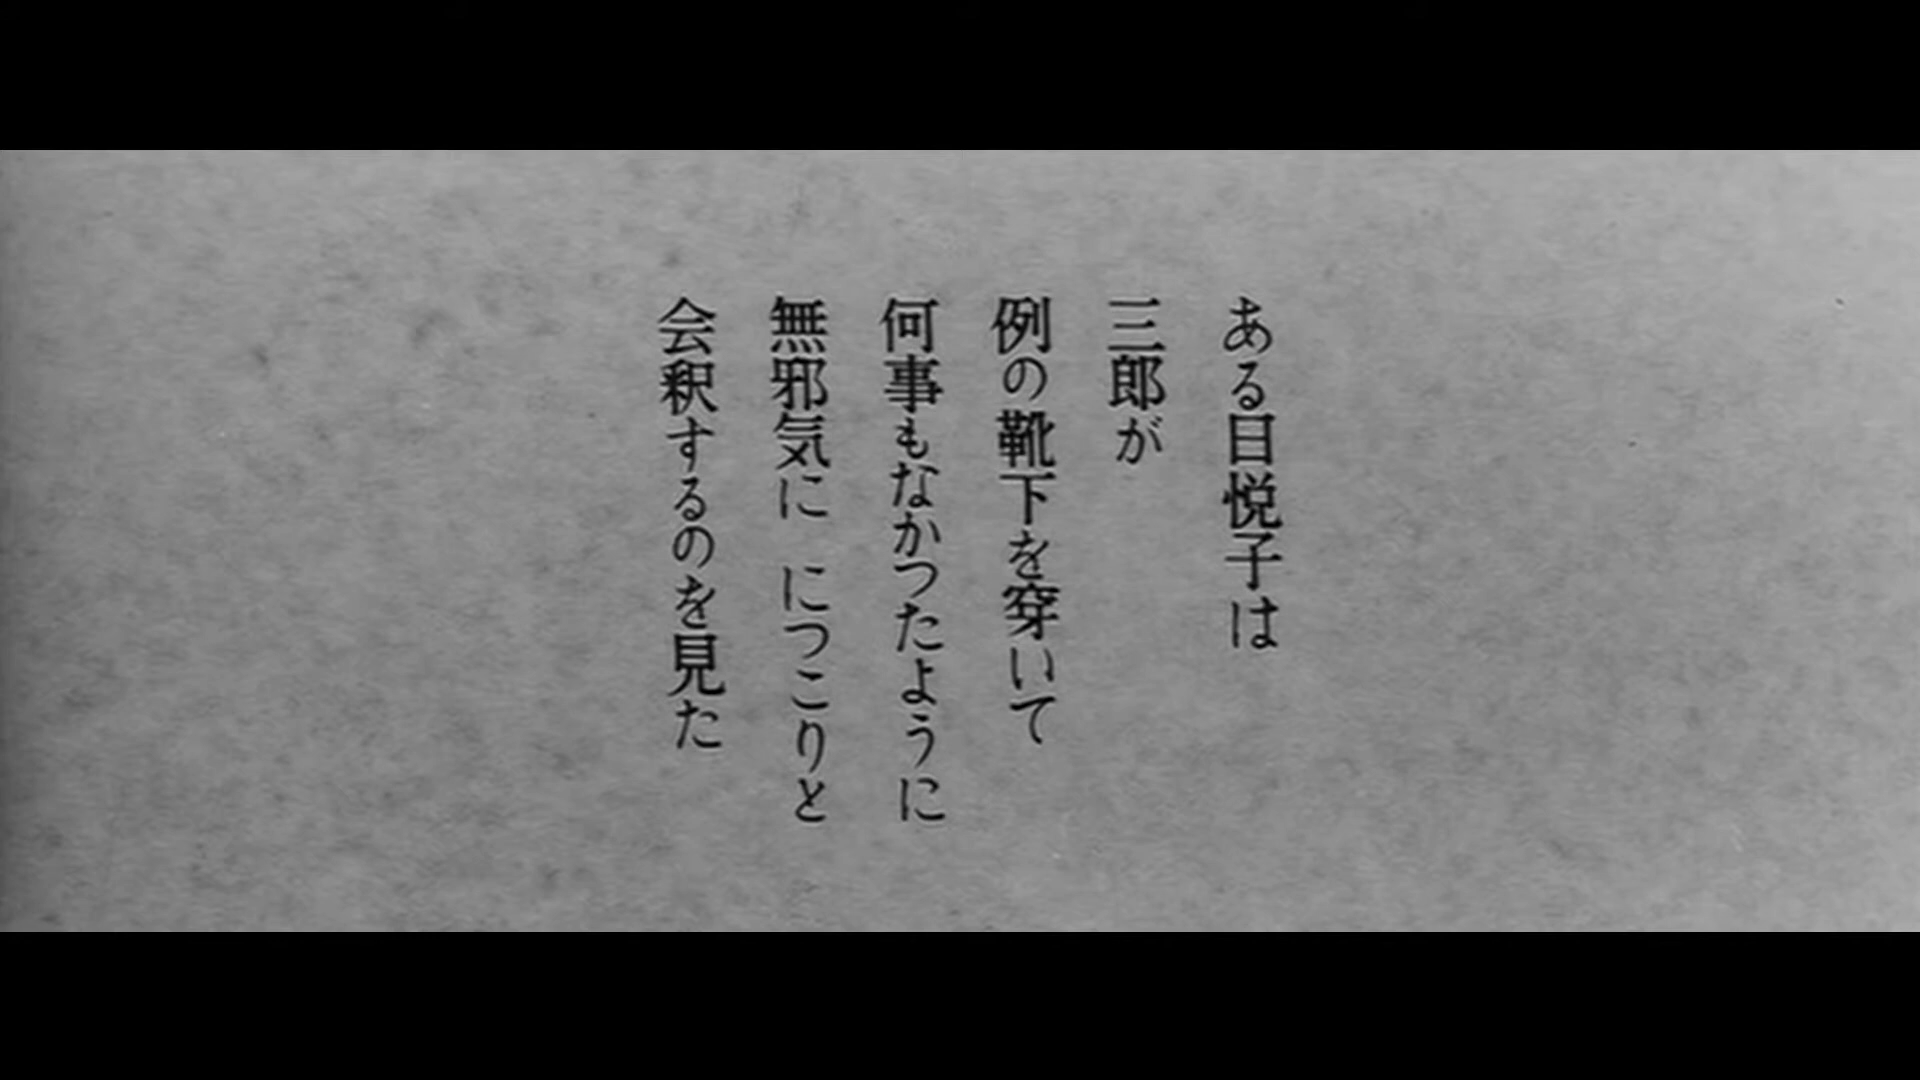 ある日悦子は
三郎が
例の靴下を穿いて
何事もなかつたように
無邪気に につこりと
会釈するのを見た